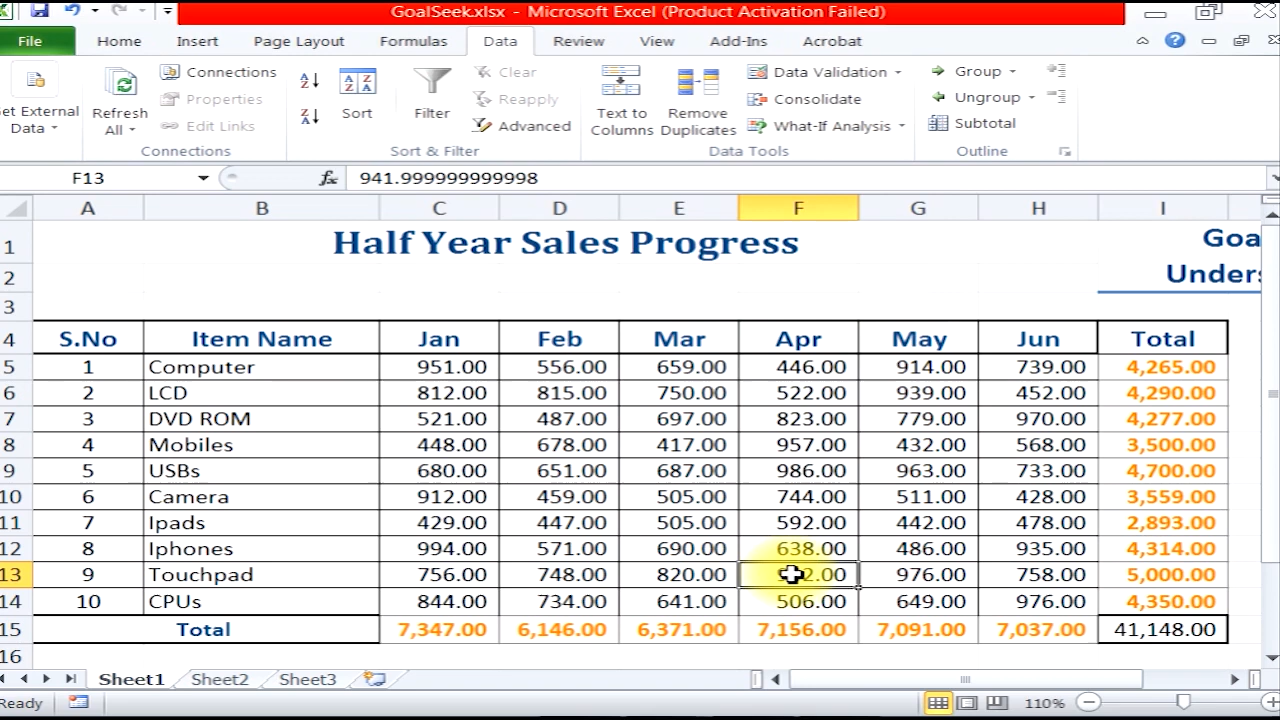 GoalSeek.xlsx - Microsoft Excel (Product Activation Failed)
File Home Insert Page Layout Formulas Data Review View Add-Ins Acrobat
Get External Data
Refresh All
Connections
Properties
Edit Links
Connections
Sort
Filter
Clear
Reapply
Advanced
Sort & Filter
Text to Columns
Remove Duplicates
Data Validation
Consolidate
What-If Analysis
Data Tools
Group
Ungroup
Subtotal
Outline
F13 fx 941.999999999998
A B C D E F G H I
1 Half Year Sales Progress Goa
2 Unders
3
4 S.No Item Name Jan Feb Mar Apr May Jun Total
5 1 Computer 951.00 556.00 659.00 446.00 914.00 739.00 4,265.00
6 2 LCD 812.00 815.00 750.00 522.00 939.00 452.00 4,290.00
7 3 DVD ROM 521.00 487.00 697.00 823.00 779.00 970.00 4,277.00
8 4 Mobiles 448.00 678.00 417.00 957.00 432.00 568.00 3,500.00
9 5 USBs 680.00 651.00 687.00 986.00 963.00 733.00 4,700.00
10 6 Camera 912.00 459.00 505.00 744.00 511.00 428.00 3,559.00
11 7 Ipads 429.00 447.00 505.00 592.00 442.00 478.00 2,893.00
12 8 Iphones 994.00 571.00 690.00 638.00 486.00 935.00 4,314.00
13 9 Touchpad 756.00 748.00 820.00 976.00 758.00 5,000.00
14 10 CPUs 844.00 734.00 641.00 506.00 649.00 976.00 4,350.00
15 Total 7,347.00 6,146.00 6,371.00 7,156.00 7,091.00 7,037.00 41,148.00
16
Sheet1 Sheet2 Sheet3
Ready 110%